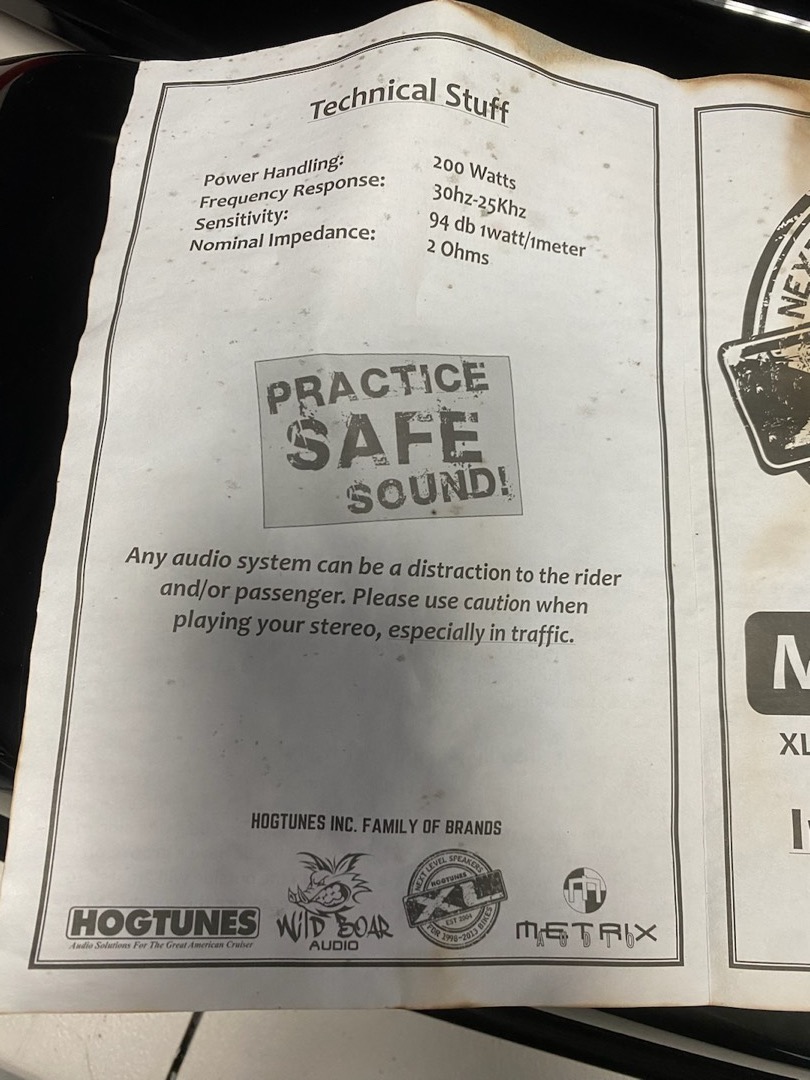 Technical Stuff
Power Handling: 200 Watts
Frequency Response: 30hz-25Khz
Sensitivity: 94 db 1watt/1meter
Nominal Impedance: 2 Ohms
PRACTICE
SAFE
SOUND!
Any audio system can be a distraction to the rider
and/or passenger. Please use caution when
playing your stereo, especially in traffic.
HOGTUNES INC. FAMILY OF BRANDS
HOGTUNES
Audio Solutions For The Great American Cruiser
WILD BOAR
AUDIO
NEXT LEVEL SPEAKERS
HOGTUNES
XL
EST 2004
FOR 1998-2013 BIKES
METRIX
AUDIO
NEX
M
XL